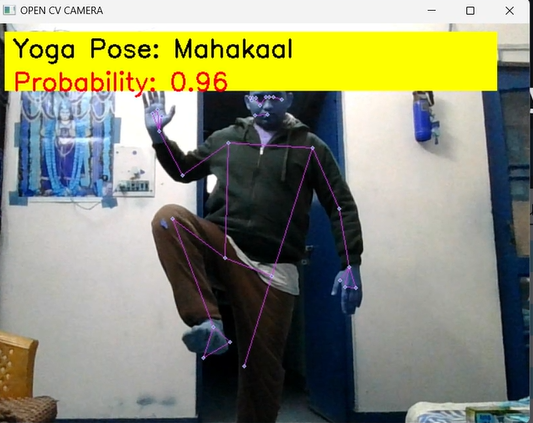 OPEN CV CAMERA
Yoga Pose: Mahakaal
Probability: 0.96